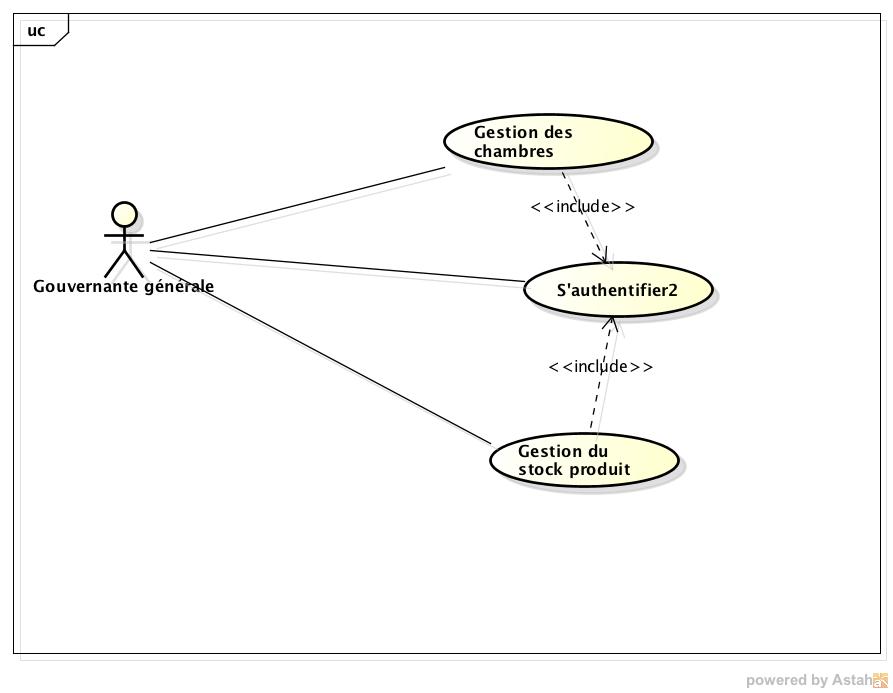 uc
Gestion des
chambres
<<include>>
Gouvernante générale
S'authentifier2
<<include>>
Gestion du
stock produit
powered by Astah